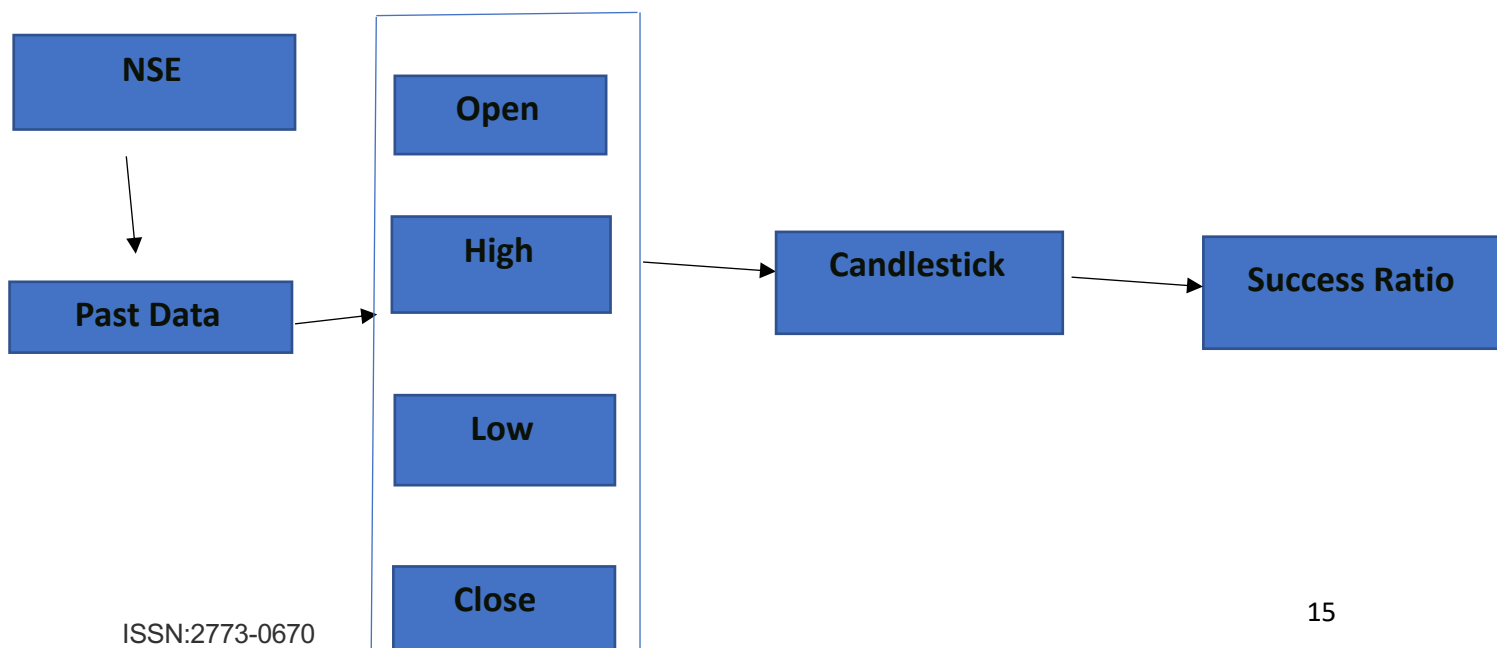 NSE
Past Data
Open
High
Low
Close
Candlestick
Success Ratio
ISSN:2773-0670
15